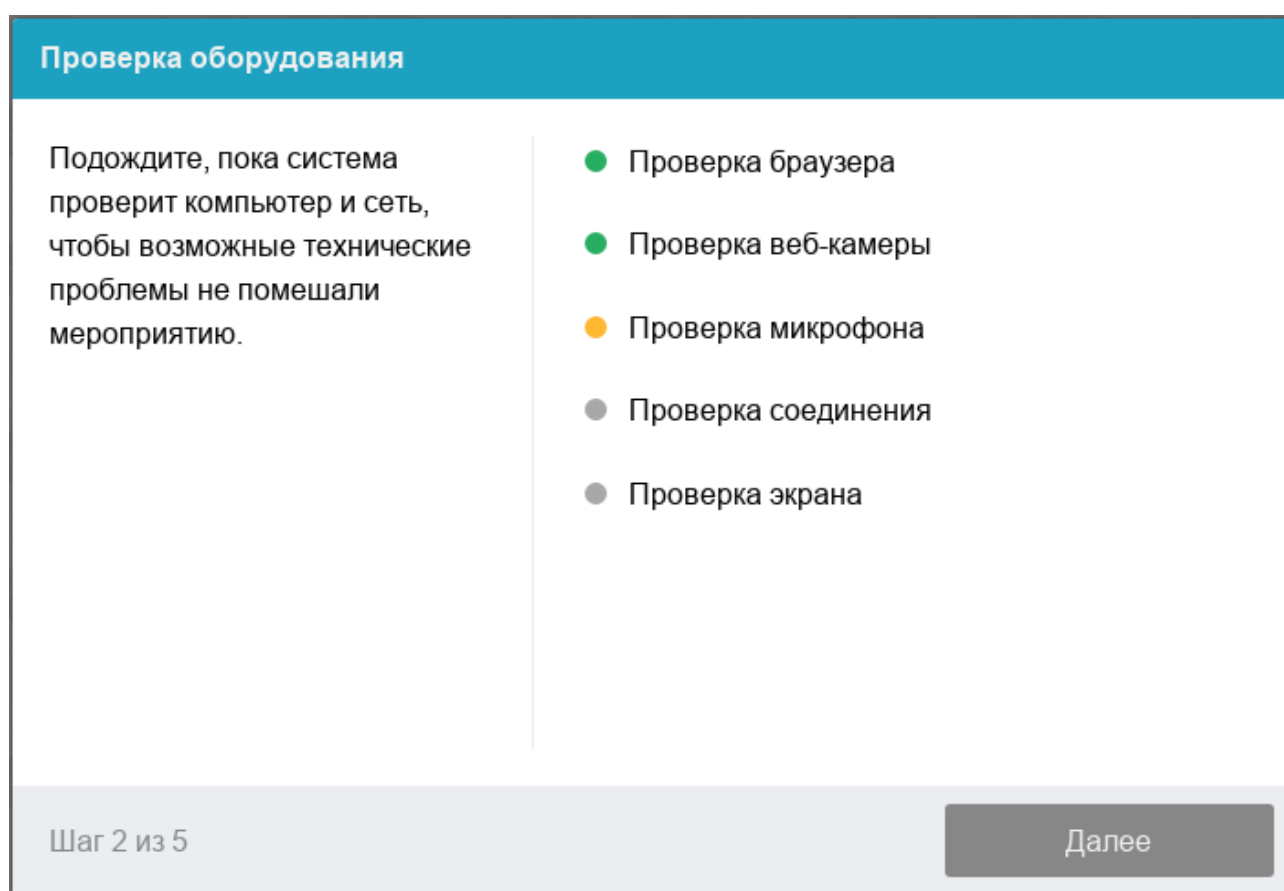 Проверка оборудования
Подождите, пока система
проверит компьютер и сеть,
чтобы возможные технические
проблемы не помешали
мероприятию.
Проверка браузера
Проверка веб-камеры
Проверка микрофона
Проверка соединения
Проверка экрана
Шаг 2 из 5
Далее